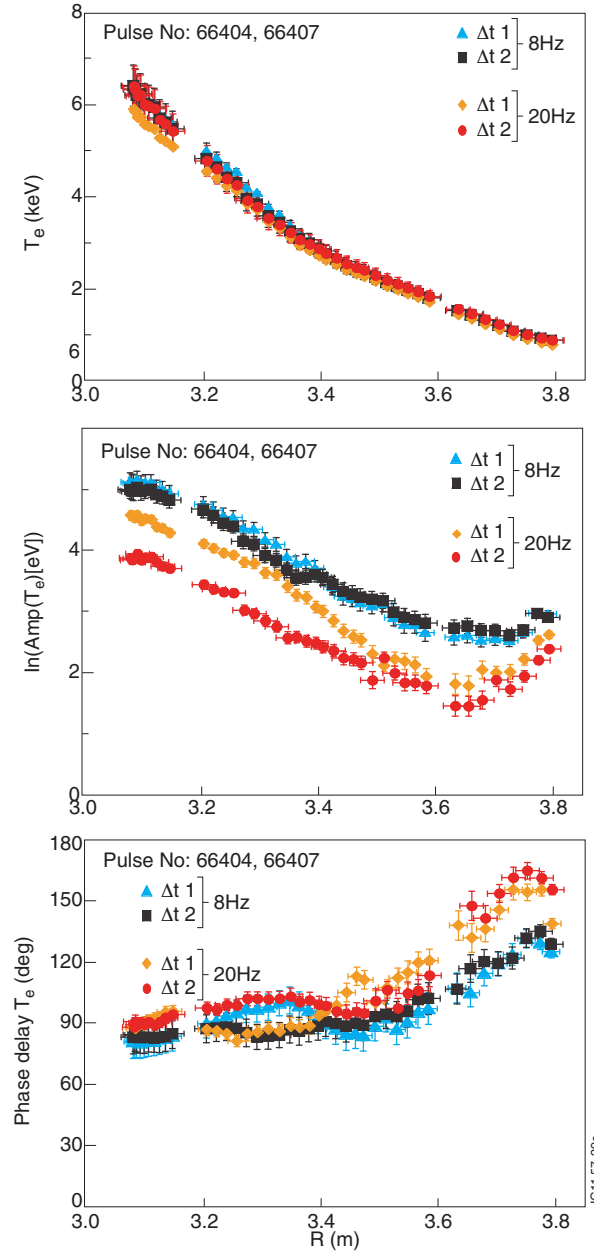 Pulse No: 66404, 66407
Δt 1
Δt 2
8Hz
Δt 1
Δt 2
20Hz
Te (keV)
8
6
4
2
6
0
3.0
3.2
3.4
3.6
3.8
Pulse No: 66404, 66407
Δt 1
Δt 2
8Hz
Δt 1
Δt 2
20Hz
ln(Amp(Te)[eV])
4
2
0
3.0
3.2
3.4
3.6
3.8
180
Pulse No: 66404, 66407
Δt 1
Δt 2
8Hz
Δt 1
Δt 2
20Hz
Phase delay Te (deg)
150
120
90
60
30
0
3.0
3.2
3.4
3.6
3.8
R (m)